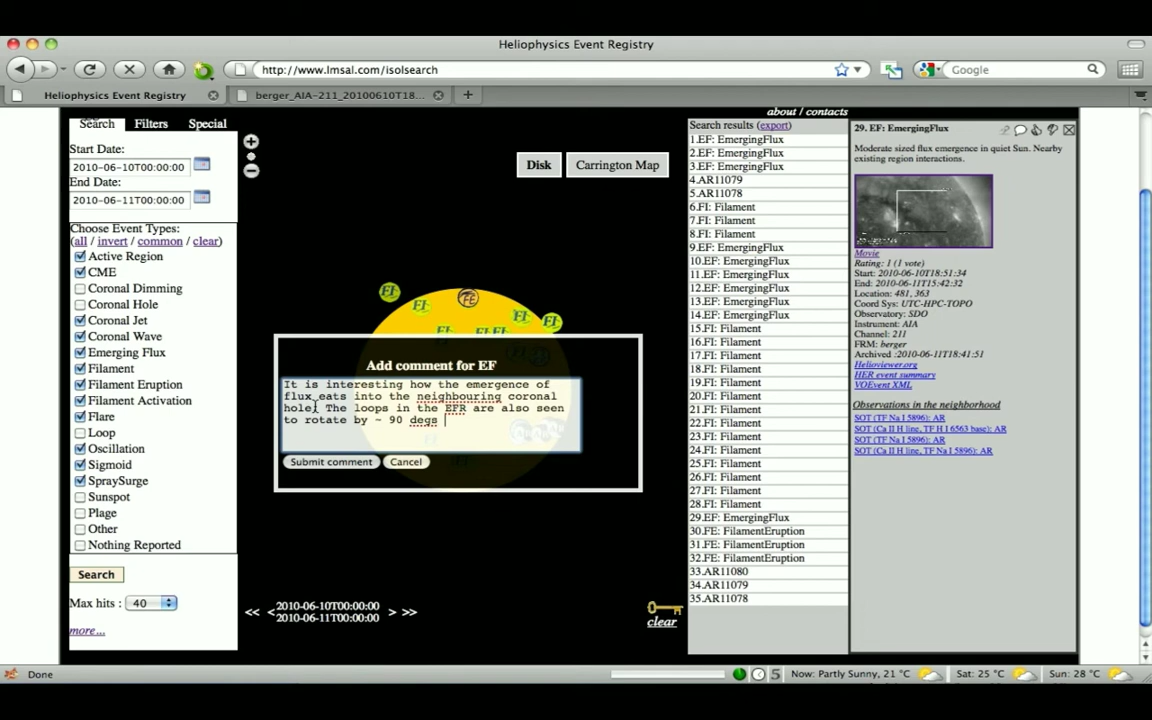 Heliophysics Event Registry
http://www.lmsal.com/isolsearch
Google
Heliophysics Event Registry
berger_AIA-211_20100610T18...
about / contacts
Search
Filters
Special
Start Date:
2010-06-10T00:00:00
End Date:
2010-06-11T00:00:00
Choose Event Types:
(all / invert / common / clear)
Active Region
CME
Coronal Dimming
Coronal Hole
Coronal Jet
Coronal Wave
Emerging Flux
Filament
Filament Eruption
Filament Activation
Flare
Loop
Oscillation
Sigmoid
SpraySurge
Sunspot
Plage
Other
Nothing Reported
Search
Max hits : 40
more...
Disk
Carrington Map
FI
FI
FE
FI
FI
Add comment for EF
It is interesting how the emergence of
flux eats into the neighbouring coronal
hole. The loops in the EFR are also seen
to rotate by ~ 90 degs
Submit comment
Cancel
<< < 2010-06-10T00:00:00
2010-06-11T00:00:00 > >>
clear
Search results (export)
1.EF: EmergingFlux
2.EF: EmergingFlux
3.EF: EmergingFlux
4.AR11079
5.AR11078
6.FI: Filament
7.FI: Filament
8.FI: Filament
9.EF: EmergingFlux
10.EF: EmergingFlux
11.EF: EmergingFlux
12.EF: EmergingFlux
13.EF: EmergingFlux
14.EF: EmergingFlux
15.FI: Filament
16.FI: Filament
17.FI: Filament
18.FI: Filament
19.FI: Filament
20.FI: Filament
21.FI: Filament
22.FI: Filament
23.FI: Filament
24.FI: Filament
25.FI: Filament
26.FI: Filament
27.FI: Filament
28.FI: Filament
29.EF: EmergingFlux
30.FE: FilamentEruption
31.FE: FilamentEruption
32.FE: FilamentEruption
33.AR11080
34.AR11079
35.AR11078
29. EF: EmergingFlux
Moderate sized flux emergence in quiet Sun. Nearby
existing region interactions.
Movie
Rating: 1 (1 vote)
Start: 2010-06-10T18:51:34
End: 2010-06-11T15:42:32
Location: 481, 363
Coord Sys: UTC-HPC-TOPO
Observatory: SDO
Instrument: AIA
Channel: 211
FRM: berger
Archived :2010-06-11T18:41:51
Helioviewer.org
HER event summary
VOEvent XML
Observations in the neighborhood
SOT (TF Na I 5896): AR
SOT (Ca II H line, TF H I 6563 base): AR
SOT (TF Na I 5896): AR
SOT (Ca II H line, TF Na I 5896): AR
Done
5
Now: Partly Sunny, 21 °C
Sat: 25 °C
Sun: 28 °C